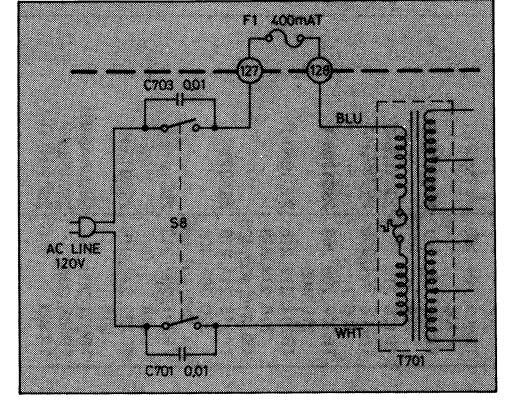 F1 400mAT
127
128
C703 0,01
BLU
S8
AC LINE
120V
WHT
T701
C701 0,01